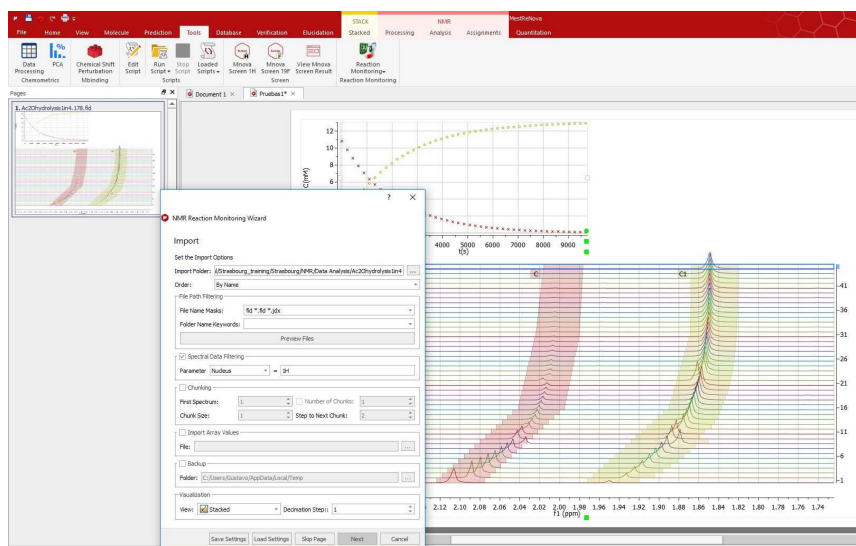 STACK NMR MestReNova
File Home View Molecule Prediction Tools Database Verification Elucidation Stacked Processing Analysis Assignments Quantitation
Data Processing PCA Chemical Shift Perturbation Edit Script Run Script Stop Script Loaded Scripts Mnova Screen 1H Mnova Screen 19F View Mnova Screen Result Reaction Monitoring
Chemometrics Mbinding Scripts Screen Reaction Monitoring
Pages
Document 1 × Pruebas1* ×
1. Ac2Ohydrolysis1in4.178.fid
12
10
8
6
C(mM)
4000 5000 6000 7000 8000 9000
t(s)
? ×
NMR Reaction Monitoring Wizard
Import
Set the Import Options
Import Folder: i/Strasbourg_training/Strasbourg/NMR/Data Analysis/Ac2Ohydrolysis1in4 ...
Order: By Name
File Path Filtering
File Name Masks: fid *.fid *.jdx
Folder Name Keywords:
Preview Files
Spectral Data Filtering
Parameter Nucleus = 1H
Chunking
First Spectrum: 1 Number of Chunks: 1
Chunk Size: 1 Step to Next Chunk: 2
Import Array Values
File: ...
Backup
Folder: C:/Users/Gustavo/AppData/Local/Temp ...
Visualization
View: Stacked Decimation Step: 1
Save Settings Load Settings Skip Page Next Cancel
C C1
41
36
31
26
21
16
11
6
1
2.12 2.10 2.08 2.06 2.04 2.02 2.00 1.98 1.96 1.94 1.92 1.90 1.88 1.86 1.84 1.82 1.80 1.78 1.76 1.74
f1 (ppm)